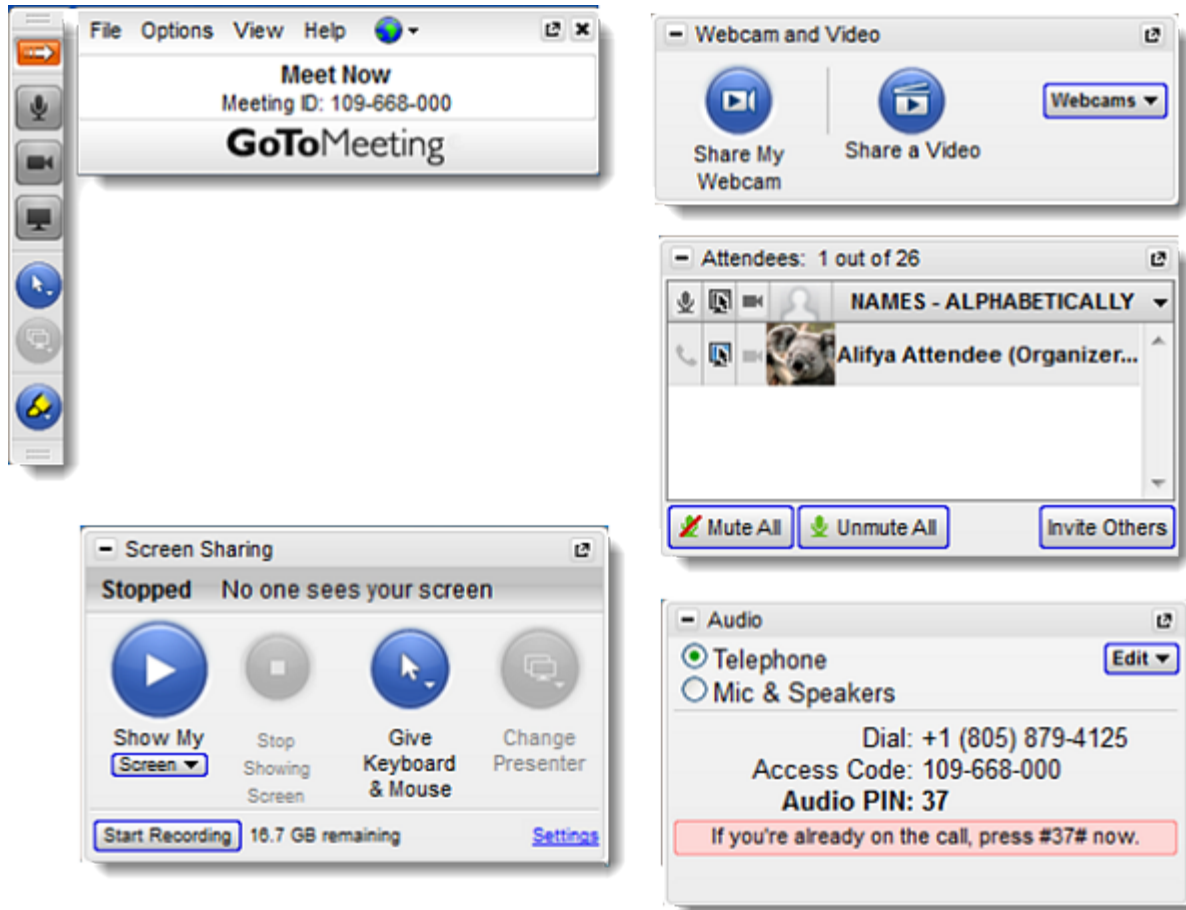 File Options View Help
Meet Now
Meeting ID: 109-668-000
GoToMeeting
Webcam and Video
Share My
Webcam
Share a Video
Webcams
Attendees: 1 out of 26
NAMES - ALPHABETICALLY
Alifya Attendee (Organizer...
Mute All Unmute All Invite Others
Screen Sharing
Stopped No one sees your screen
Show My
Screen
Stop
Showing
Screen
Give
Keyboard
& Mouse
Change
Presenter
Start Recording 16.7 GB remaining Settings
Audio
Telephone
Edit
Mic & Speakers
Dial: +1 (805) 879-4125
Access Code: 109-668-000
Audio PIN: 37
If you're already on the call, press #37# now.